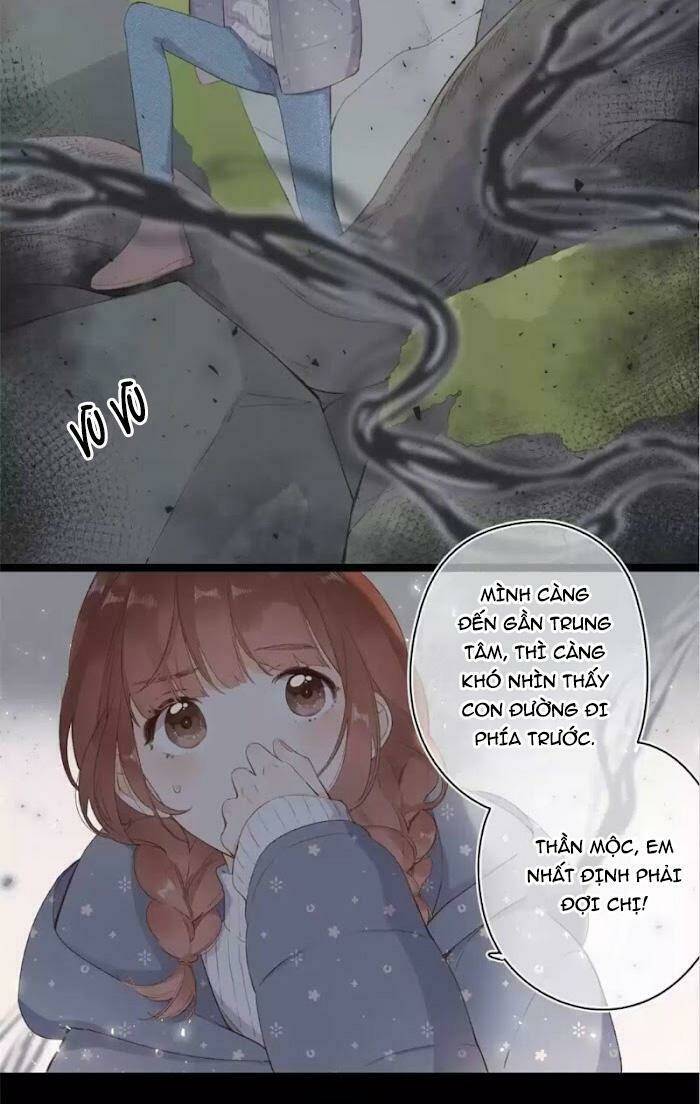 VÙ VÙ
MÌNH CÀNG
ĐẾN GẦN TRUNG
TÂM, THÌ CÀNG
KHÓ NHÌN THẤY
CON ĐƯỜNG ĐI
PHÍA TRƯỚC.
THẦN MỘC, EM
NHẤT ĐỊNH PHẢI
ĐỢI CHỊ!